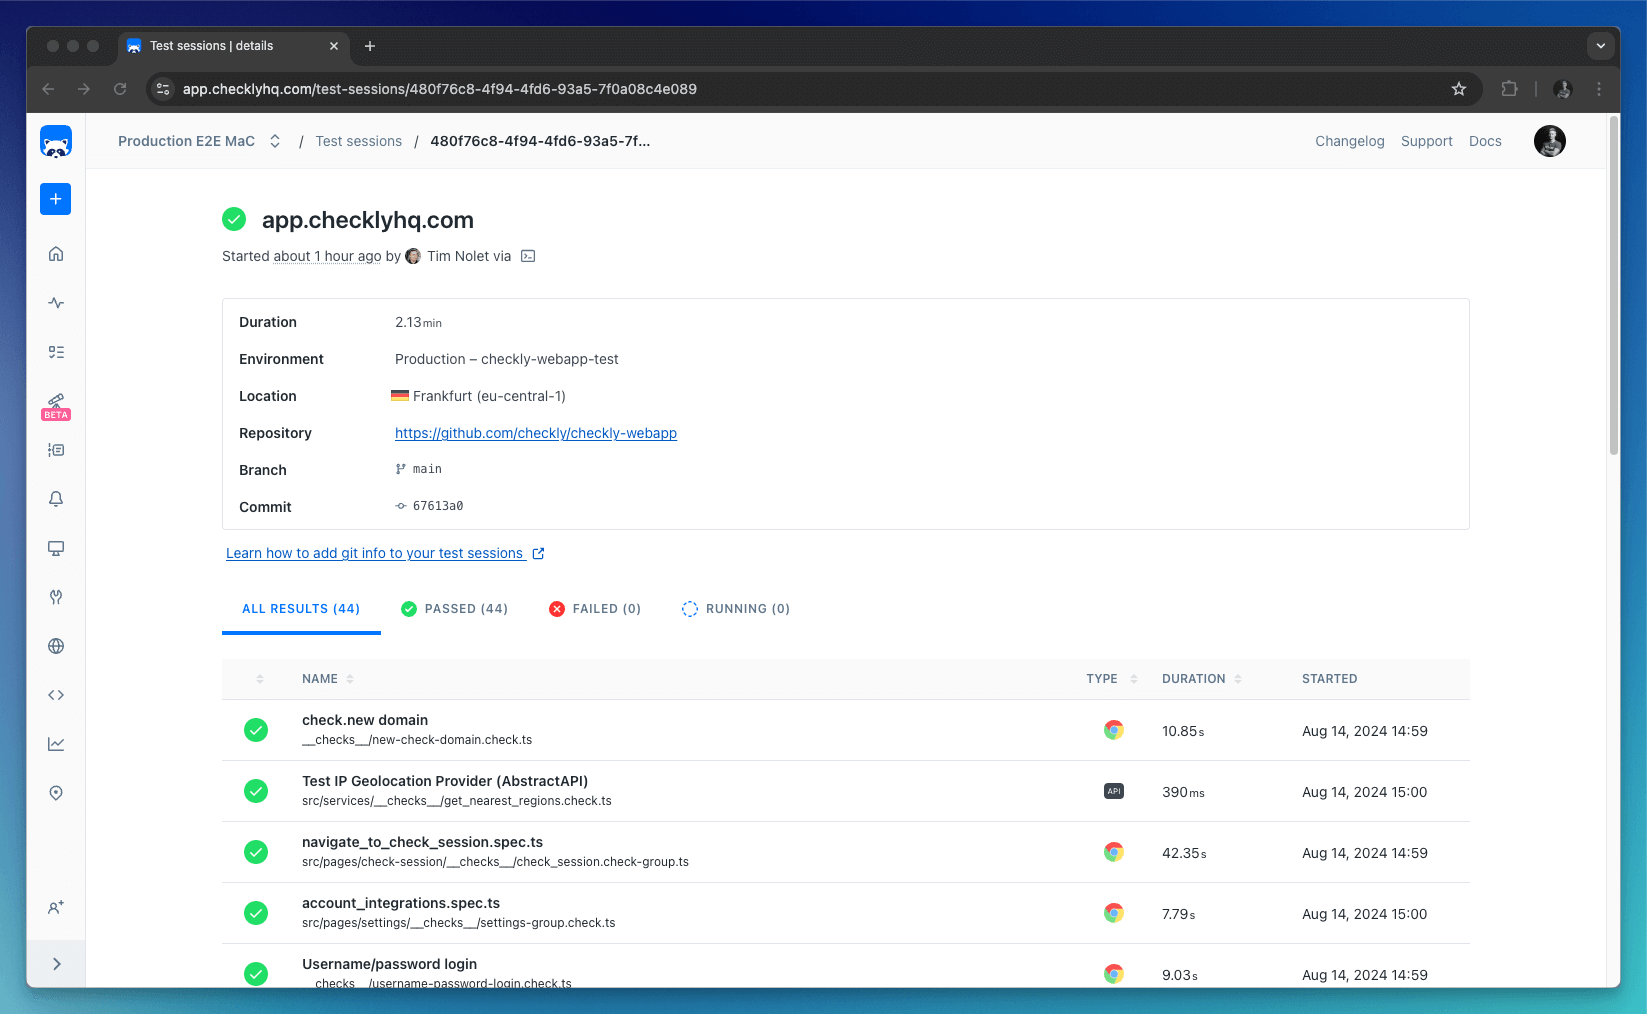 Test sessions | details
app.checklyhq.com/test-sessions/480f76c8-4f94-4fd6-93a5-7f0a08c4e089
Production E2E MaC / Test sessions / 480f76c8-4f94-4fd6-93a5-7f...
Changelog Support Docs
BETA
app.checklyhq.com
Started about 1 hour ago by Tim Nolet via
Duration 2.13min
Environment Production – checkly-webapp-test
Location Frankfurt (eu-central-1)
Repository https://github.com/checkly/checkly-webapp
Branch main
Commit 67613a0
Learn how to add git info to your test sessions
ALL RESULTS (44) PASSED (44) FAILED (0) RUNNING (0)
NAME TYPE DURATION STARTED
check.new domain
__checks__/new-check-domain.check.ts
10.85s Aug 14, 2024 14:59
Test IP Geolocation Provider (AbstractAPI)
src/services/__checks__/get_nearest_regions.check.ts
API 390ms Aug 14, 2024 15:00
navigate_to_check_session.spec.ts
src/pages/check-session/__checks__/check_session.check-group.ts
42.35s Aug 14, 2024 14:59
account_integrations.spec.ts
src/pages/settings/__checks__/settings-group.check.ts
7.79s Aug 14, 2024 15:00
Username/password login
__checks__/username-password-login.check.ts
9.03s Aug 14, 2024 14:59